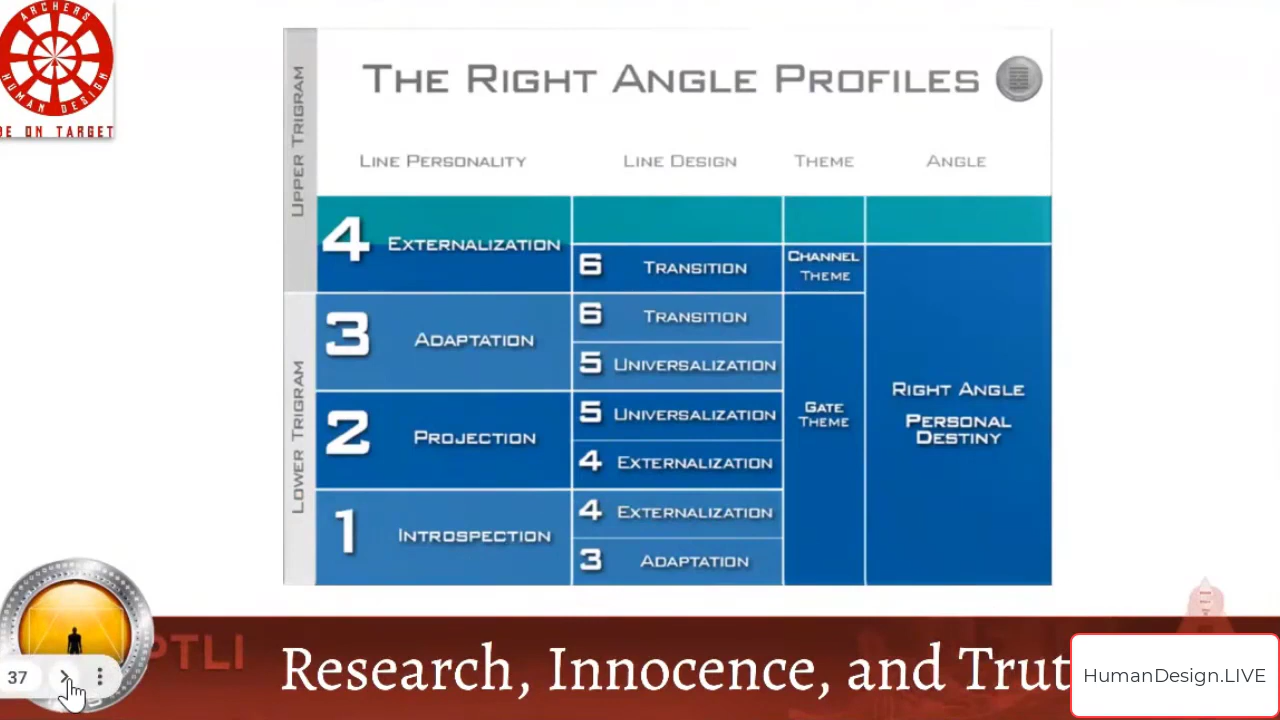 ARCHERS
HUMAN DESIGN
BE ON TARGET
THE RIGHT ANGLE PROFILES
UPPER TRIGRAM
LINE PERSONALITY LINE DESIGN THEME ANGLE
4 EXTERNALIZATION
6 TRANSITION
CHANNEL
THEME
LOWER TRIGRAM
3 ADAPTATION
6 TRANSITION
5 UNIVERSALIZATION
2 PROJECTION
5 UNIVERSALIZATION
4 EXTERNALIZATION
1 INTROSPECTION
4 EXTERNALIZATION
3 ADAPTATION
GATE
THEME
RIGHT ANGLE
PERSONAL
DESTINY
PTLI
37
Research, Innocence, and Trut
HumanDesign.LIVE